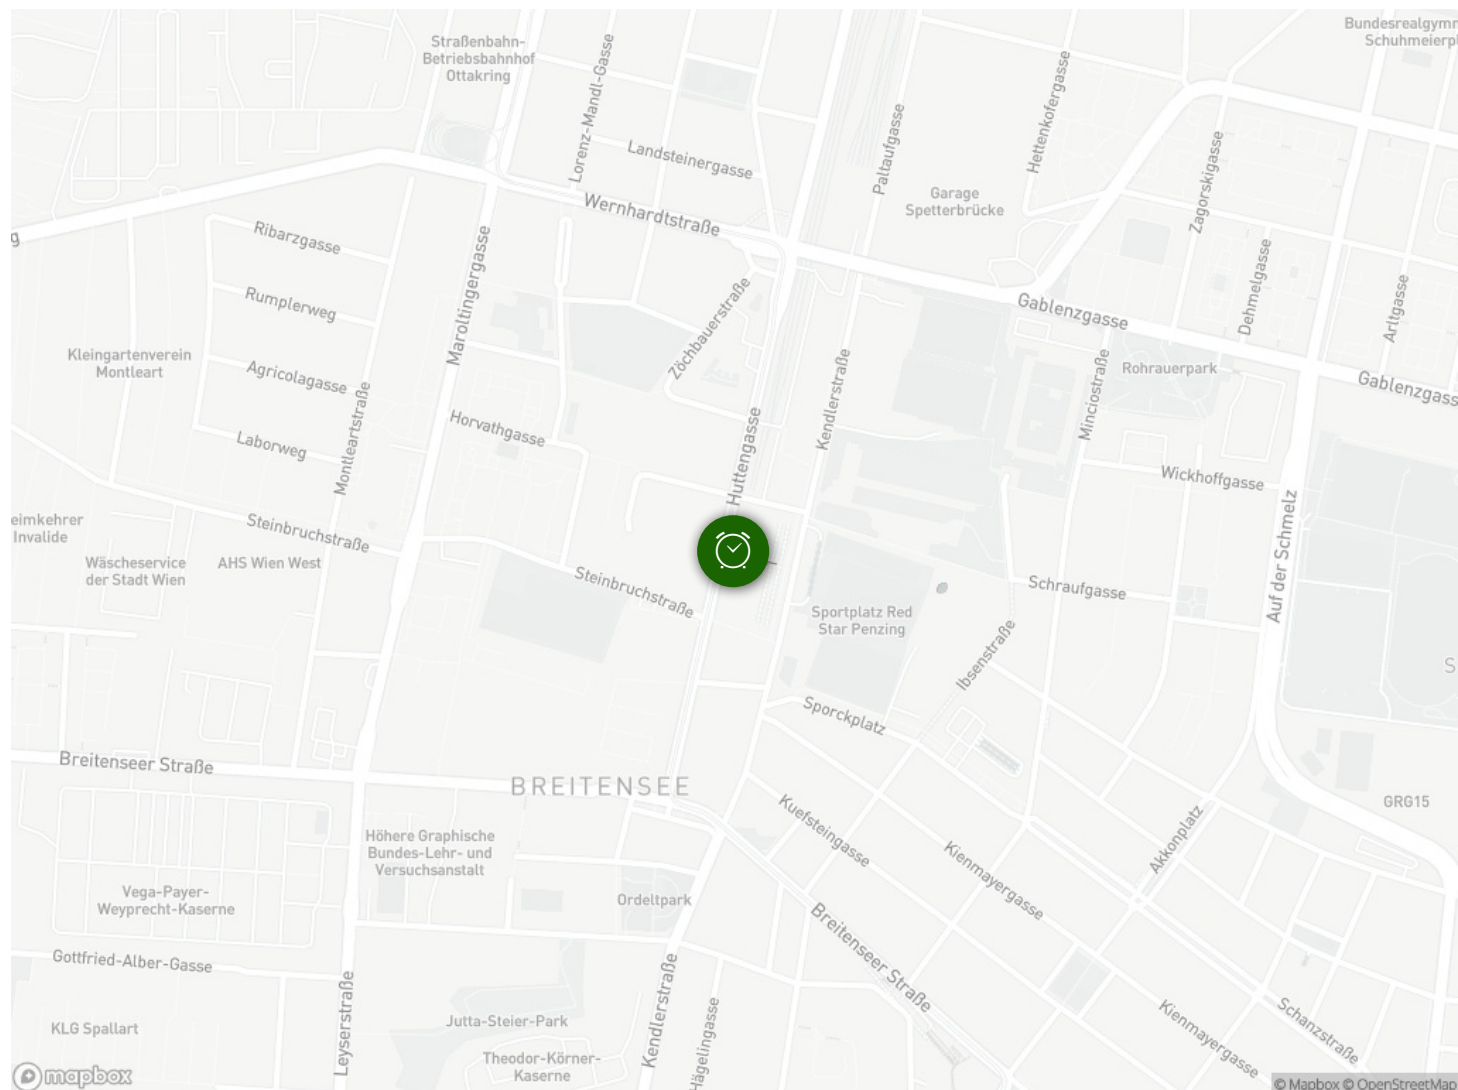 Straßenbahn-
Betriebsbahnhof
Ottakring
Lorenz-Mandl-Gasse
Landsteinergasse
Wernhardtstraße
Paltaufgasse
Hettenkofergasse
Garage
Spetterbrücke
Zagorskigasse
Bundesrealgym
Schuhmeierpl
Ribarzgasse
Rumplerweg
Agricolagasse
Laborweg
Kleingartenverein
Montleart
Montleartstraße
Maroltingergasse
Horvathgasse
Zöchbauerstraße
Huttengasse
Kendlerstraße
Gablenzgasse
Dehmelgasse
Arltgasse
Rohrauerpark
Minciostraße
Gablenzgass
Wickhoffgasse
Auf der Schmelz
eimkehrer
Invalide
Wäscheservice
der Stadt Wien
AHS Wien West
Steinbruchstraße
Steinbruchstraße
Sportplatz Red
Star Penzing
Schraufgasse
Ibsenstraße
Sporckplatz
S
Breitenseer Straße
BREITENSEE
Höhere Graphische
Bundes-Lehr- und
Versuchsanstalt
Vega-Payer-
Weyprecht-Kaserne
Ordeltpark
Kuefsteingasse
Kienmayergasse
Akkonplatz
GRG15
Gottfried-Alber-Gasse
KLG Spallart
Leyserstraße
Jutta-Steier-Park
Theodor-Körner-
Kaserne
Kendlerstraße
Hägelingasse
Breitenseer Straße
Kienmayergasse
Schanzstraße
mapbox
© Mapbox © OpenStreetMap